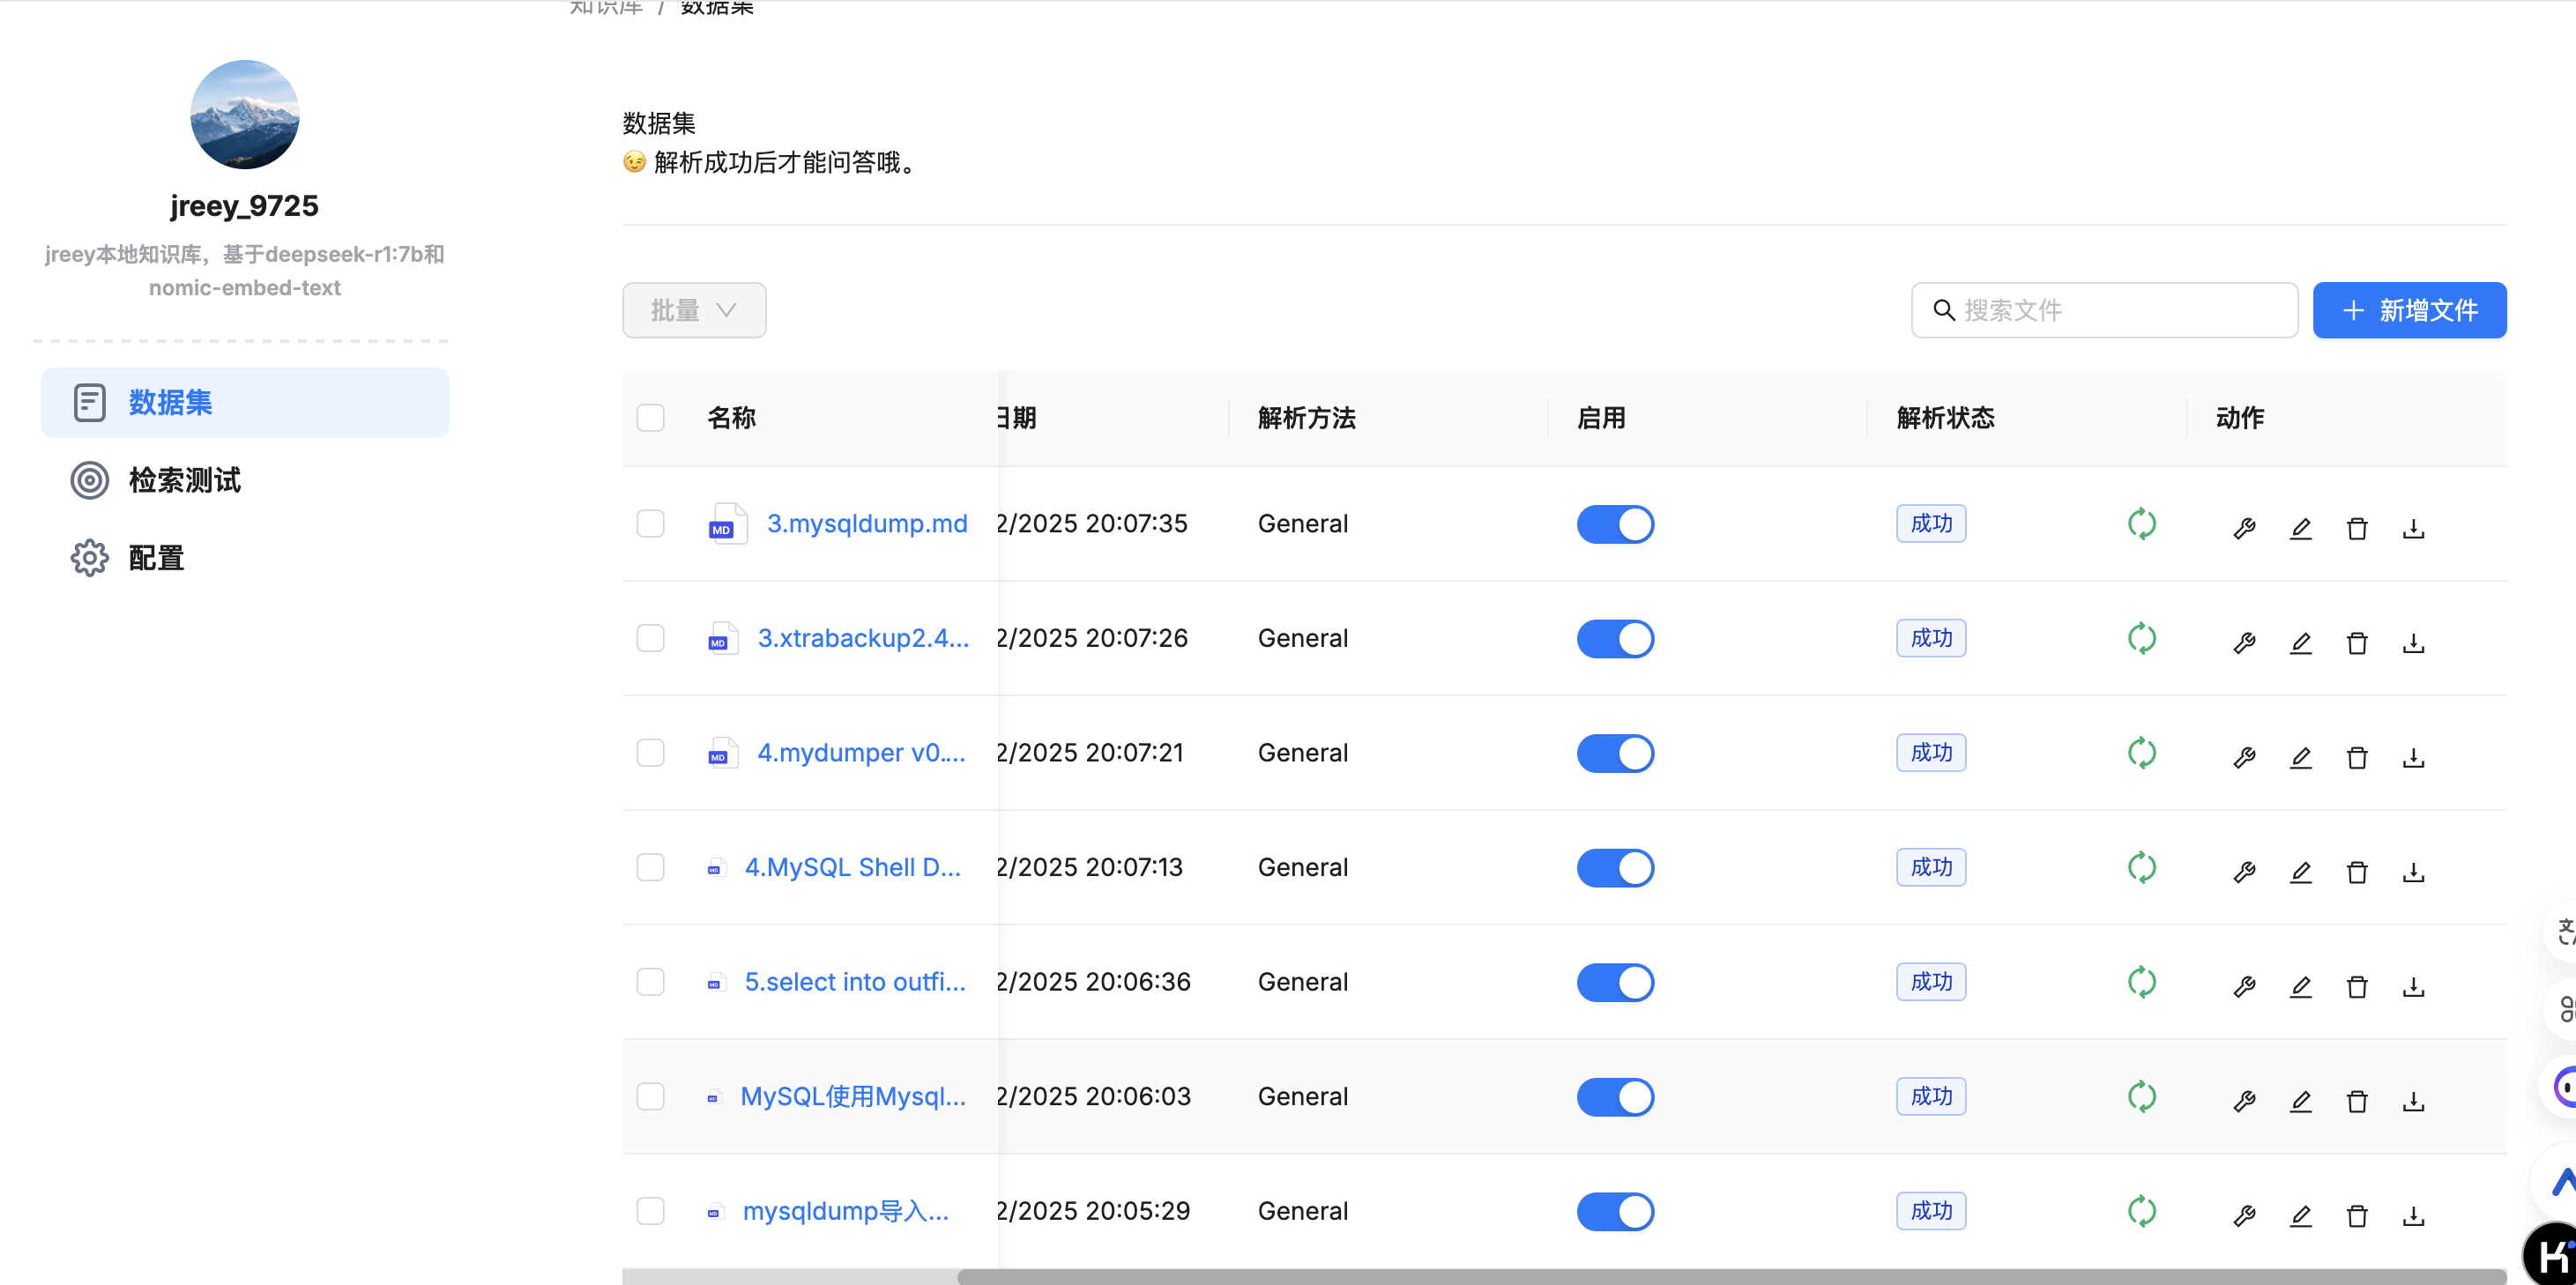 知识库 / 数据集
jreey_9725
jreey本地知识库，基于deepseek-r1:7b和
nomic-embed-text
数据集
检索测试
配置
数据集
😉 解析成功后才能问答哦。
批量
搜索文件
新增文件
名称 日期 解析方法 启用 解析状态 动作
MD 3.mysqldump.md 2/2025 20:07:35 General 成功
MD 3.xtrabackup2.4... 2/2025 20:07:26 General 成功
MD 4.mydumper v0.... 2/2025 20:07:21 General 成功
MD 4.MySQL Shell D... 2/2025 20:07:13 General 成功
MD 5.select into outfi... 2/2025 20:06:36 General 成功
MD MySQL使用Mysql... 2/2025 20:06:03 General 成功
MD mysqldump导入... 2/2025 20:05:29 General 成功